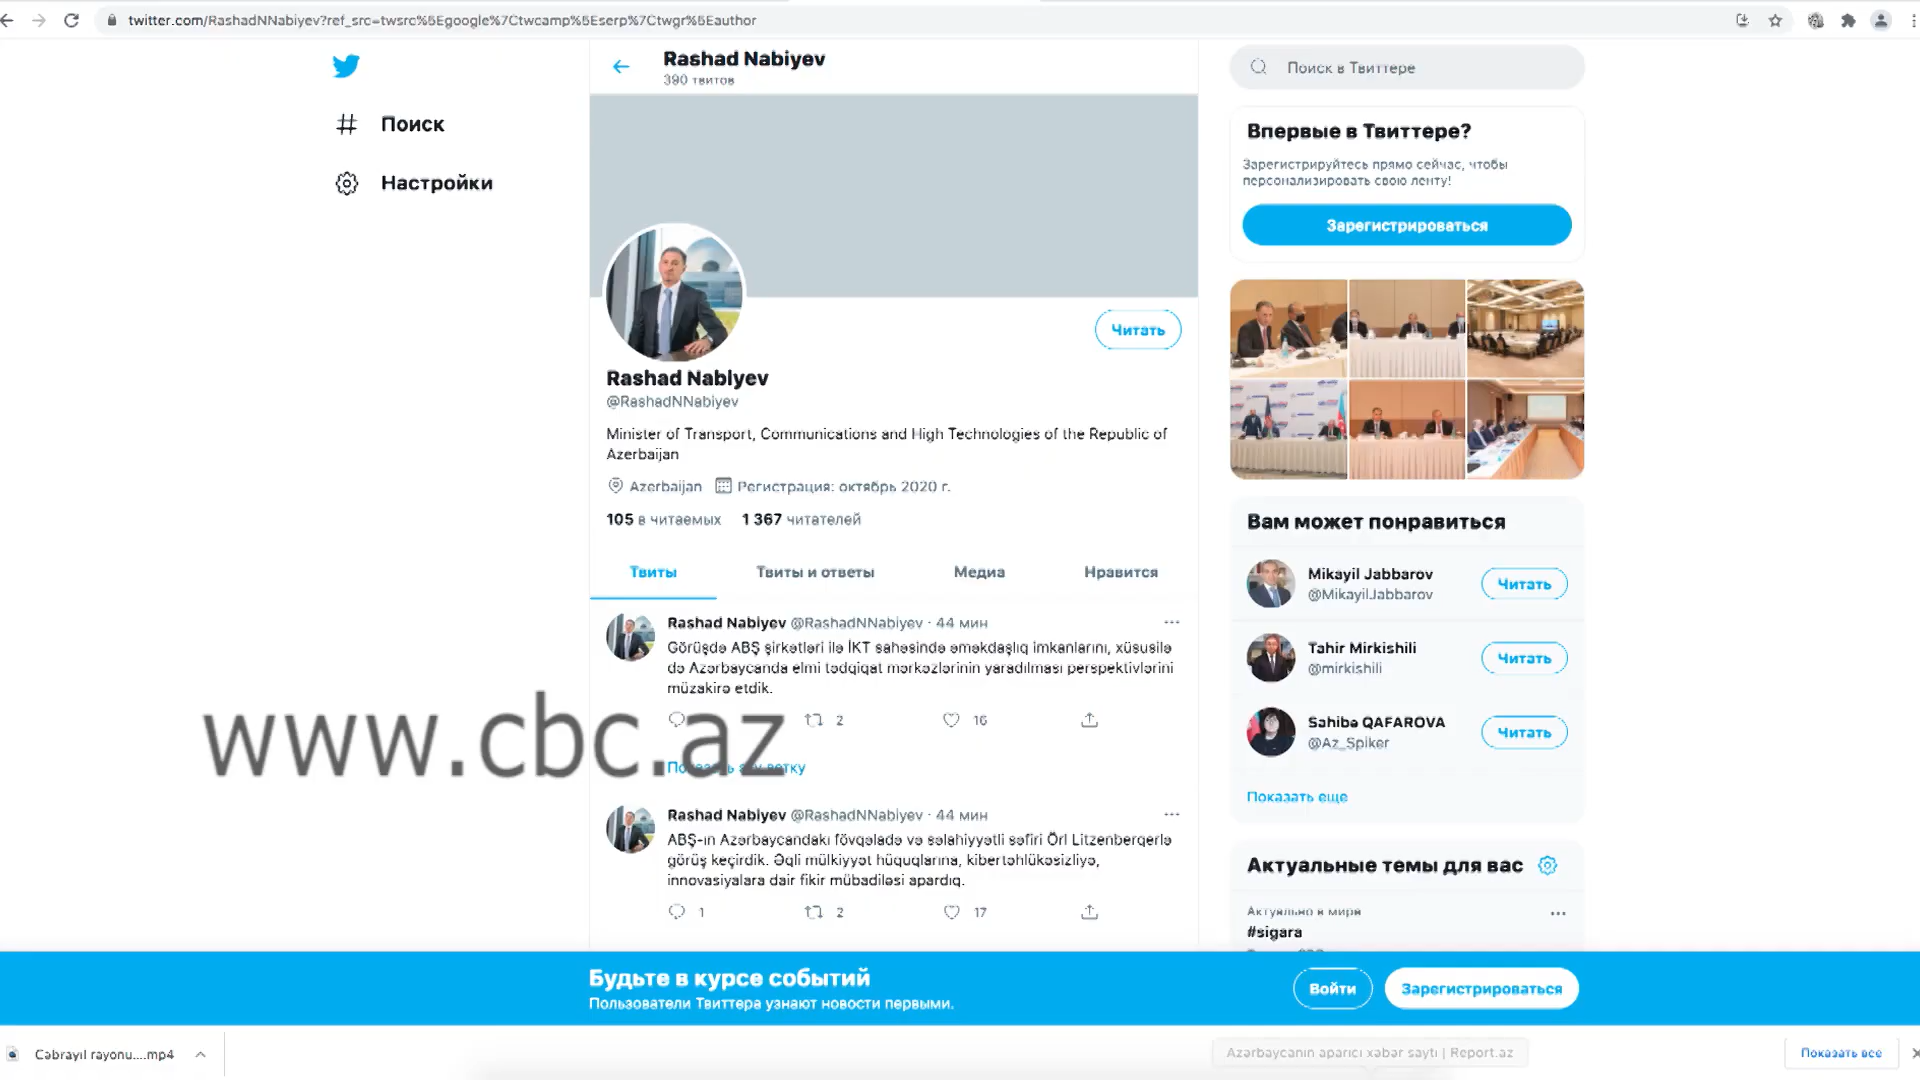 twitter.com/RashadNNabiyev?ref_src=twsrc%5Egoogle%7Ctwcamp%5Eserp%7Ctwgr%5Eauthor
Rashad Nabiyev
390 твитов
Поиск
Настройки
Поиск в Твиттере
Впервые в Твиттере?
Зарегистрируйтесь прямо сейчас, чтобы
персонализировать свою ленту!
Зарегистрироваться
Читать
Rashad Nabiyev
@RashadNNabiyev
Minister of Transport, Communications and High Technologies of the Republic of
Azerbaijan
Azerbaijan Регистрация: октябрь 2020 г.
105 в читаемых 1 367 читателей
Твиты Твиты и ответы Медиа Нравится
Rashad Nabiyev @RashadNNabiyev · 44 мин
Görüşdə ABŞ şirkətləri ilə İKT sahəsində əməkdaşlıq imkanlarını, xüsusilə
də Azərbaycanda elmi tədqiqat mərkəzlərinin yaradılması perspektivlərini
müzakirə etdik.
2 16
www.cbc.az
Показать эту ветку
Rashad Nabiyev @RashadNNabiyev · 44 мин
ABŞ-ın Azərbaycandakı fövqəladə və səlahiyyətli səfiri Örl Litzenbergerlə
görüş keçirdik. Əqli mülkiyyət hüquqlarına, kibertəhlükəsizliyə,
innovasiyalara dair fikir mübadiləsi apardıq.
1 2 17
Вам может понравиться
Mikayil Jabbarov
@MikayilJabbarov
Читать
Tahir Mirkishili
@mirkishili
Читать
Sahibə QAFAROVA
@Az_Spiker
Читать
Показать еще
Актуальные темы для вас
Актуально в мире
#sigara
Будьте в курсе событий
Пользователи Твиттера узнают новости первыми.
Войти
Зарегистрироваться
Cəbrayıl rayonu....mp4
Azərbaycanın aparıcı xəbər saytı | Report.az
Показать все